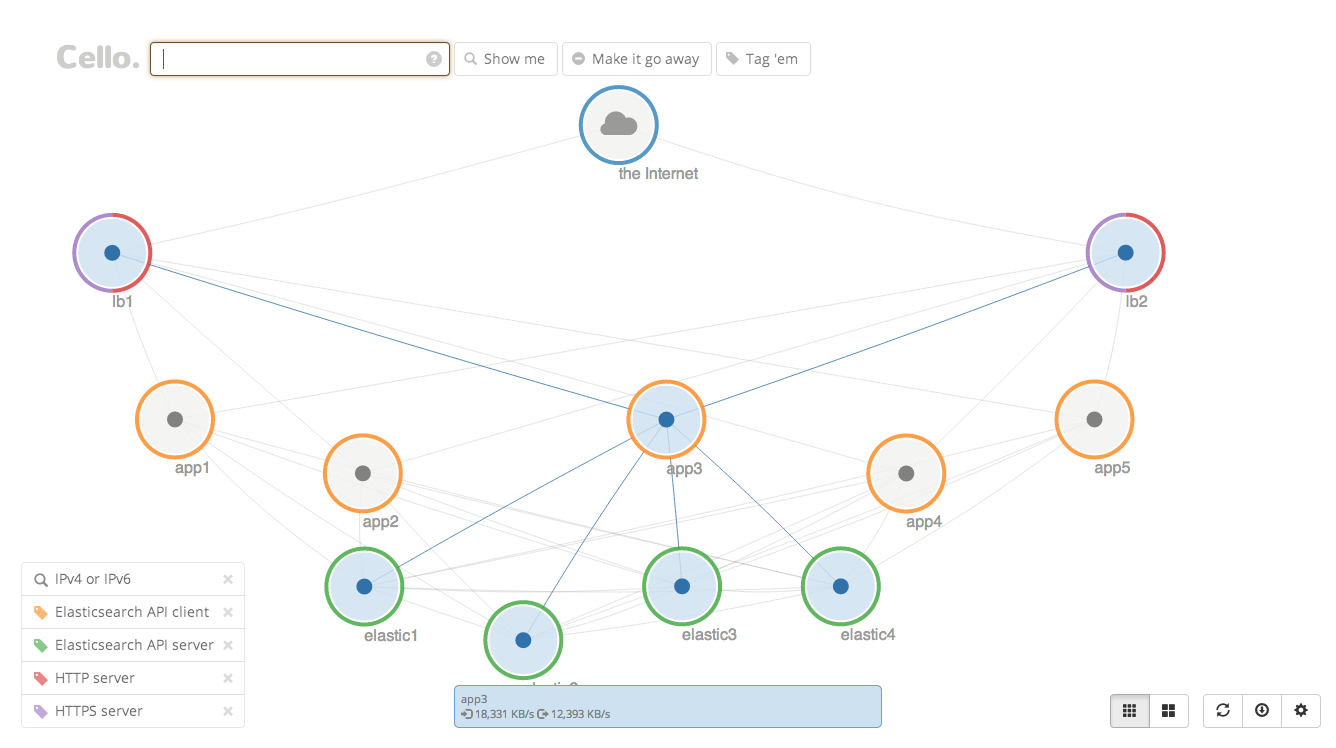 Cello.
? Show me Make it go away Tag 'em
the Internet
lb1
lb2
app1
app3
app5
app2
app4
IPv4 or IPv6
Elasticsearch API client
Elasticsearch API server
HTTP server
HTTPS server
elastic1
elastic3
elastic4
app3
18,331 KB/s 12,393 KB/s